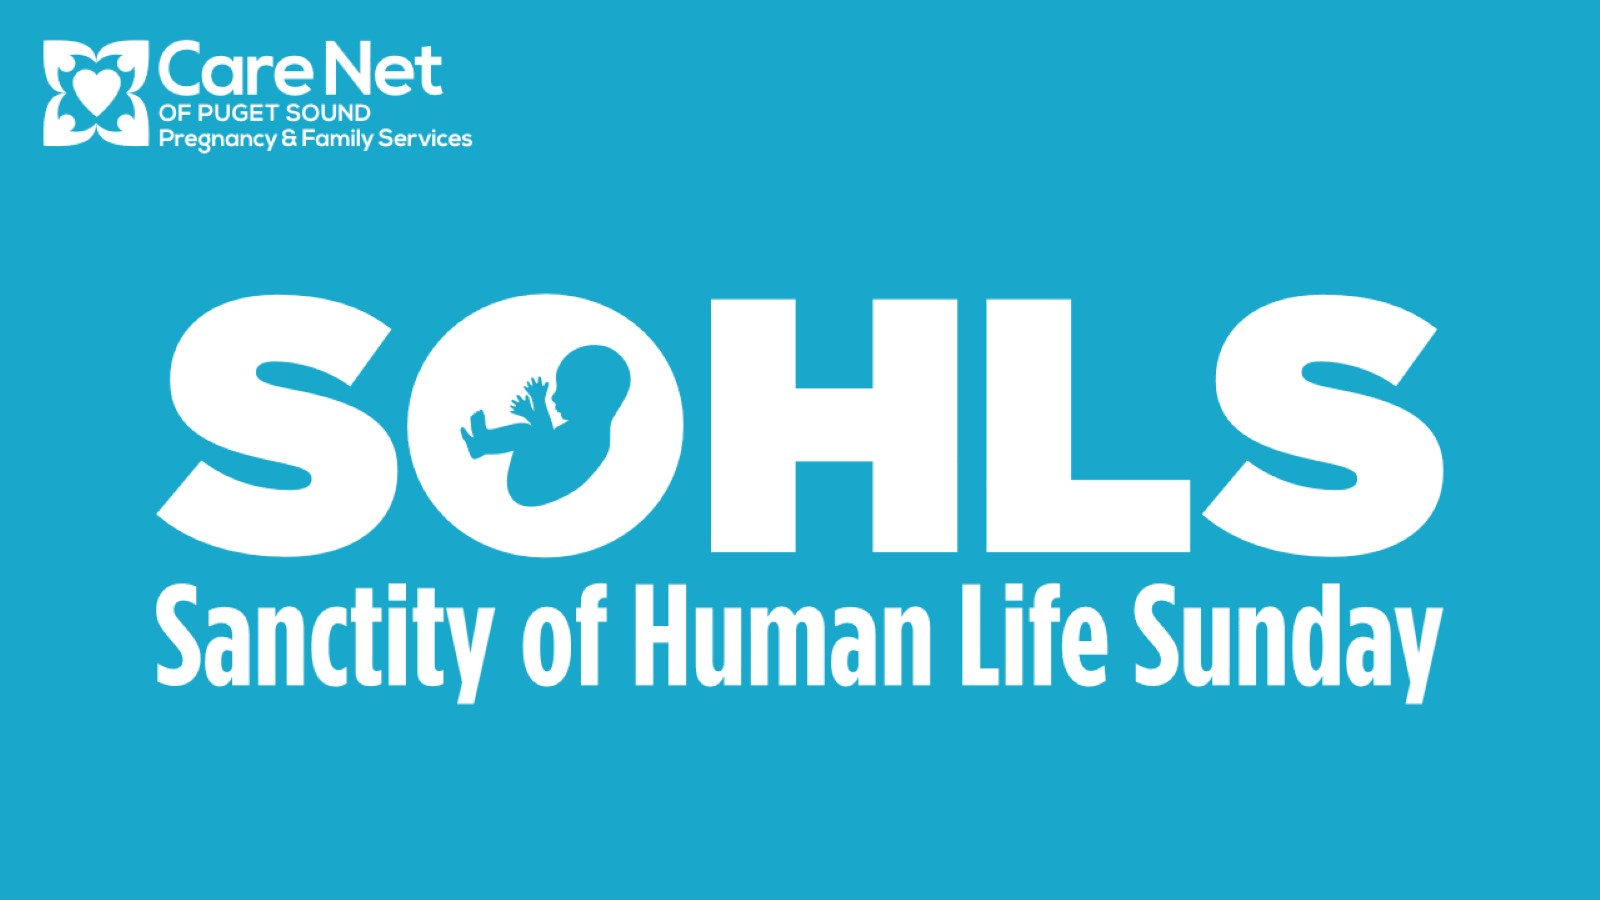 Care Net
OF PUGET SOUND
Pregnancy & Family Services
SOHLS
Sanctity of Human Life Sunday